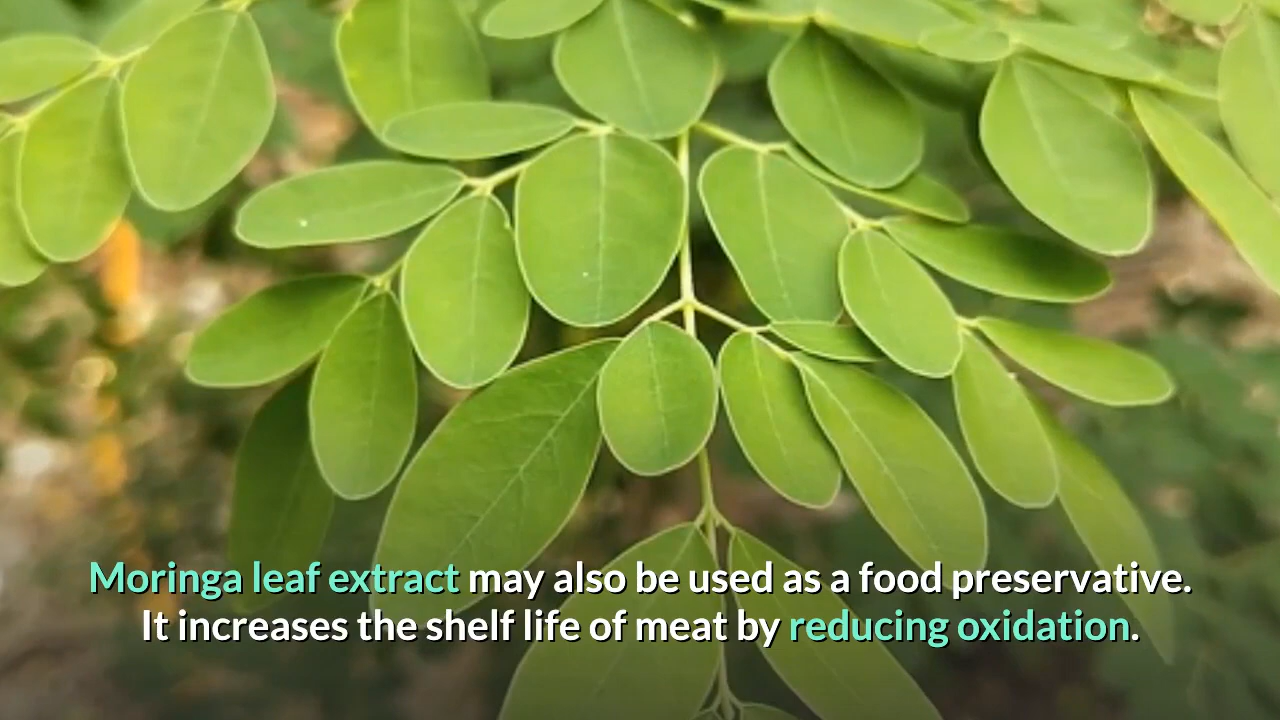 Moringa leaf extract may also be used as a food preservative.
It increases the shelf life of meat by reducing oxidation.